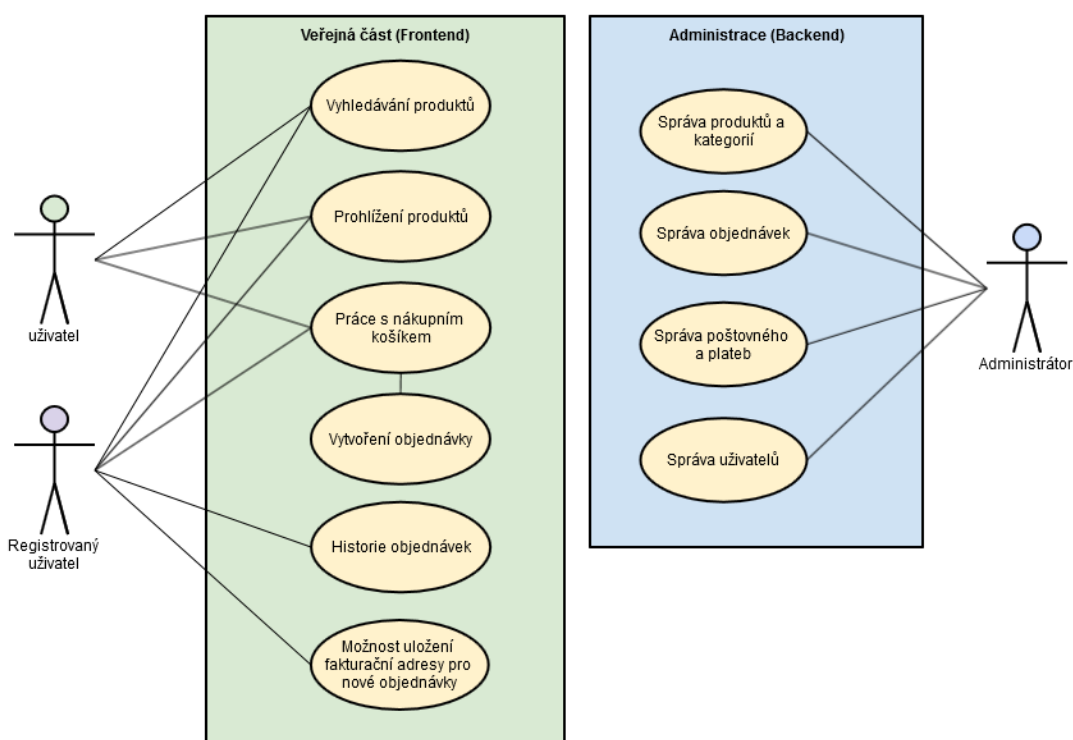 Veřejná část (Frontend)
Vyhledávání produktů
Prohlížení produktů
Práce s nákupním
košíkem
Vytvoření objednávky
Historie objednávek
Možnost uložení
fakturační adresy pro
nové objednávky
uživatel
Registrovaný
uživatel
Administrace (Backend)
Správa produktů a
kategorií
Správa objednávek
Správa poštovného
a plateb
Správa uživatelů
Administrátor